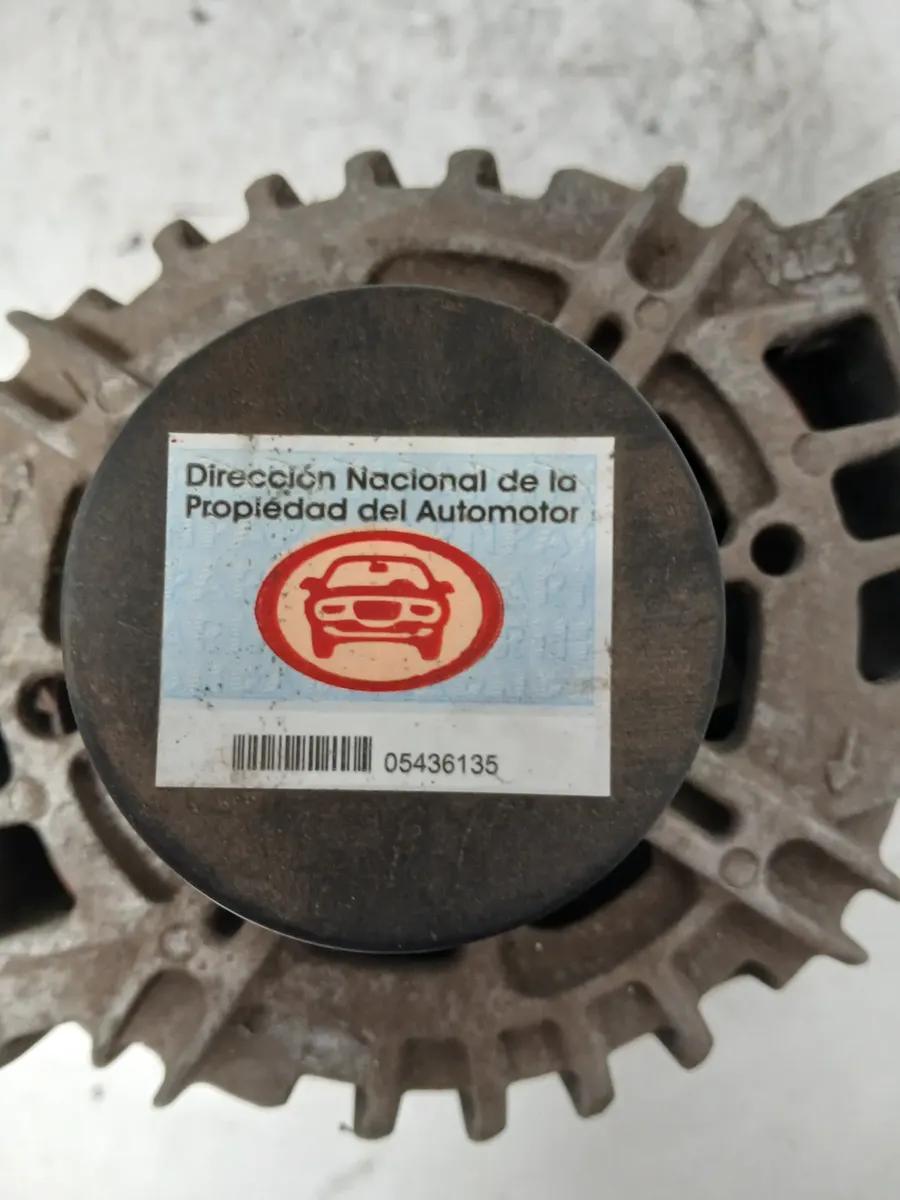 Dirección Nacional de la
Propiedad del Automotor
05436135